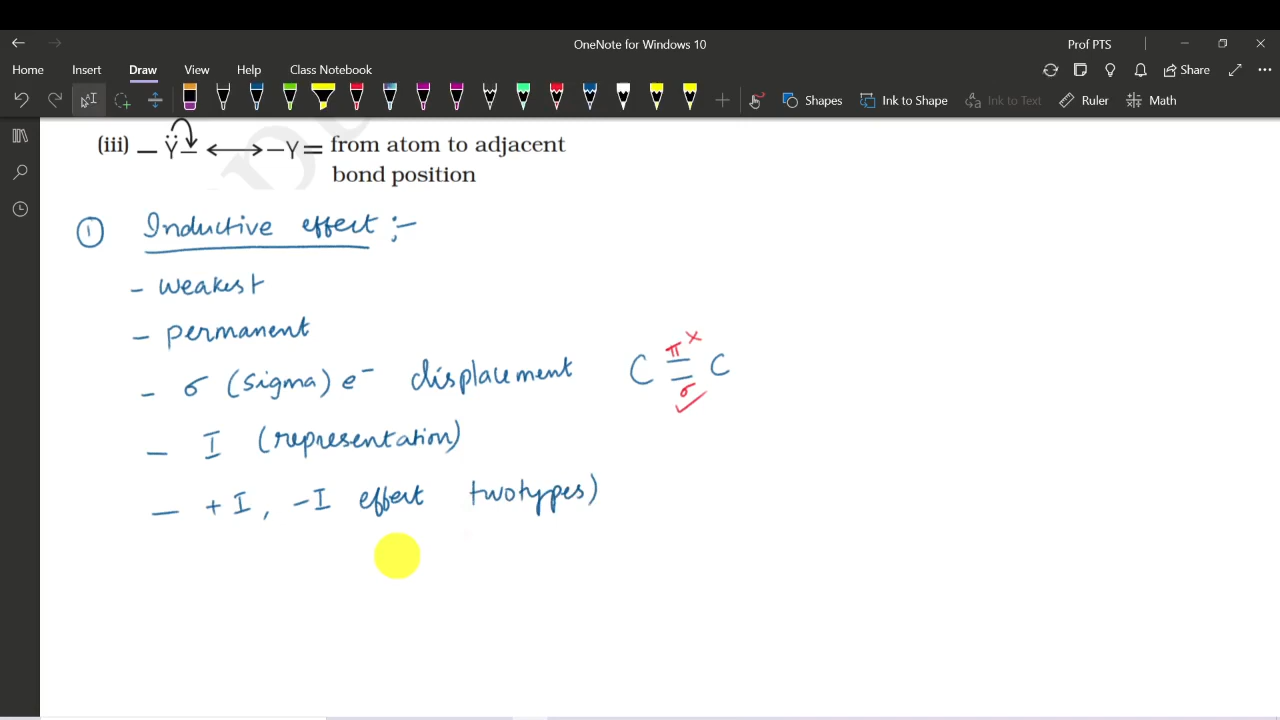 OneNote for Windows 10
Prof PTS
Home Insert Draw View Help Class Notebook
Share
Shapes Ink to Shape Ink to Text Ruler Math
(iii) – Ÿ – ⟷ – Y = from atom to adjacent
bond position
① Inductive effect :-
- weakest
- permanent
- σ (sigma) e⁻ displacement C = C
π x
σ ✓
- I (representation)
- +I, -I effect twotypes)